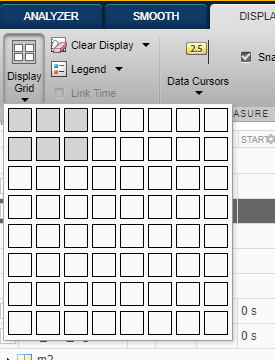 ANALYZER SMOOTH DISPLA
Display Grid
Clear Display
Legend
Link Time
2.5
Data Cursors
Sna
ASURE
START
0 s
0 s
m2